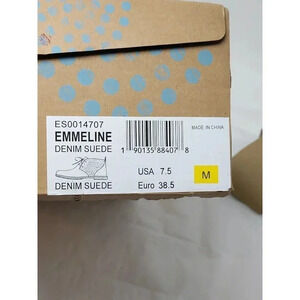 ES0014707
EMMELINE
DENIM SUEDE
1 90135 88407 8
MADE IN CHINA
USA 7.5
M
DENIM SUEDE
Euro 38.5